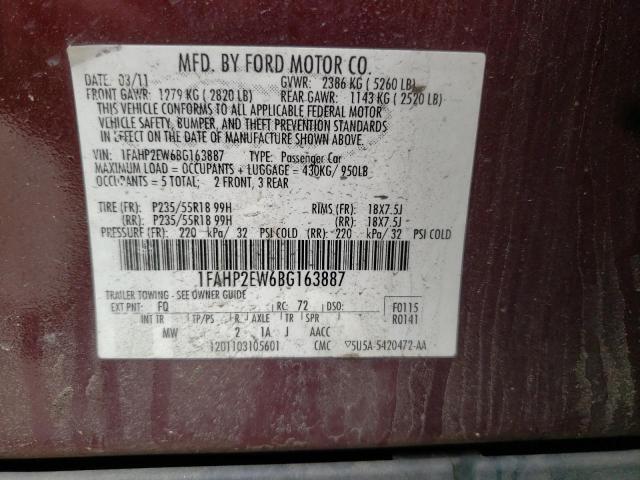 MFD. BY FORD MOTOR CO.
DATE: 03/11 GVWR: 2386 KG ( 5260 LB)
FRONT GAWR: 1279 KG ( 2820 LB) REAR GAWR: 1143 KG ( 2520 LB)
THIS VEHICLE CONFORMS TO ALL APPLICABLE FEDERAL MOTOR
VEHICLE SAFETY, BUMPER, AND THEFT PREVENTION STANDARDS
IN EFFECT ON THE DATE OF MANUFACTURE SHOWN ABOVE.
VIN: 1FAHP2EW6BG163887 TYPE: Passenger Car
MAXIMUM LOAD = OCCUPANTS + LUGGAGE = 430KG/ 950LB
OCCUPANTS = 5 TOTAL; 2 FRONT, 3 REAR
TIRE (FR): P235/55R18 99H RIMS (FR): 18X7.5J
(RR): P235/55R18 99H (RR): 18X7.5J
PRESSURE (FR): 220 kPa/ 32 PSI COLD (RR): 220 kPa/ 32 PSI COLD
1FAHP2EW6BG163887
TRAILER TOWING - SEE OWNER GUIDE
EXT PNT: FQ RC: 72 DSO: F0115
INT TR TP/PS R AXLE TR SPR R0141
MW 2 1A J AACC
1201103105601 CMC ▽5U5A-5420472-AA